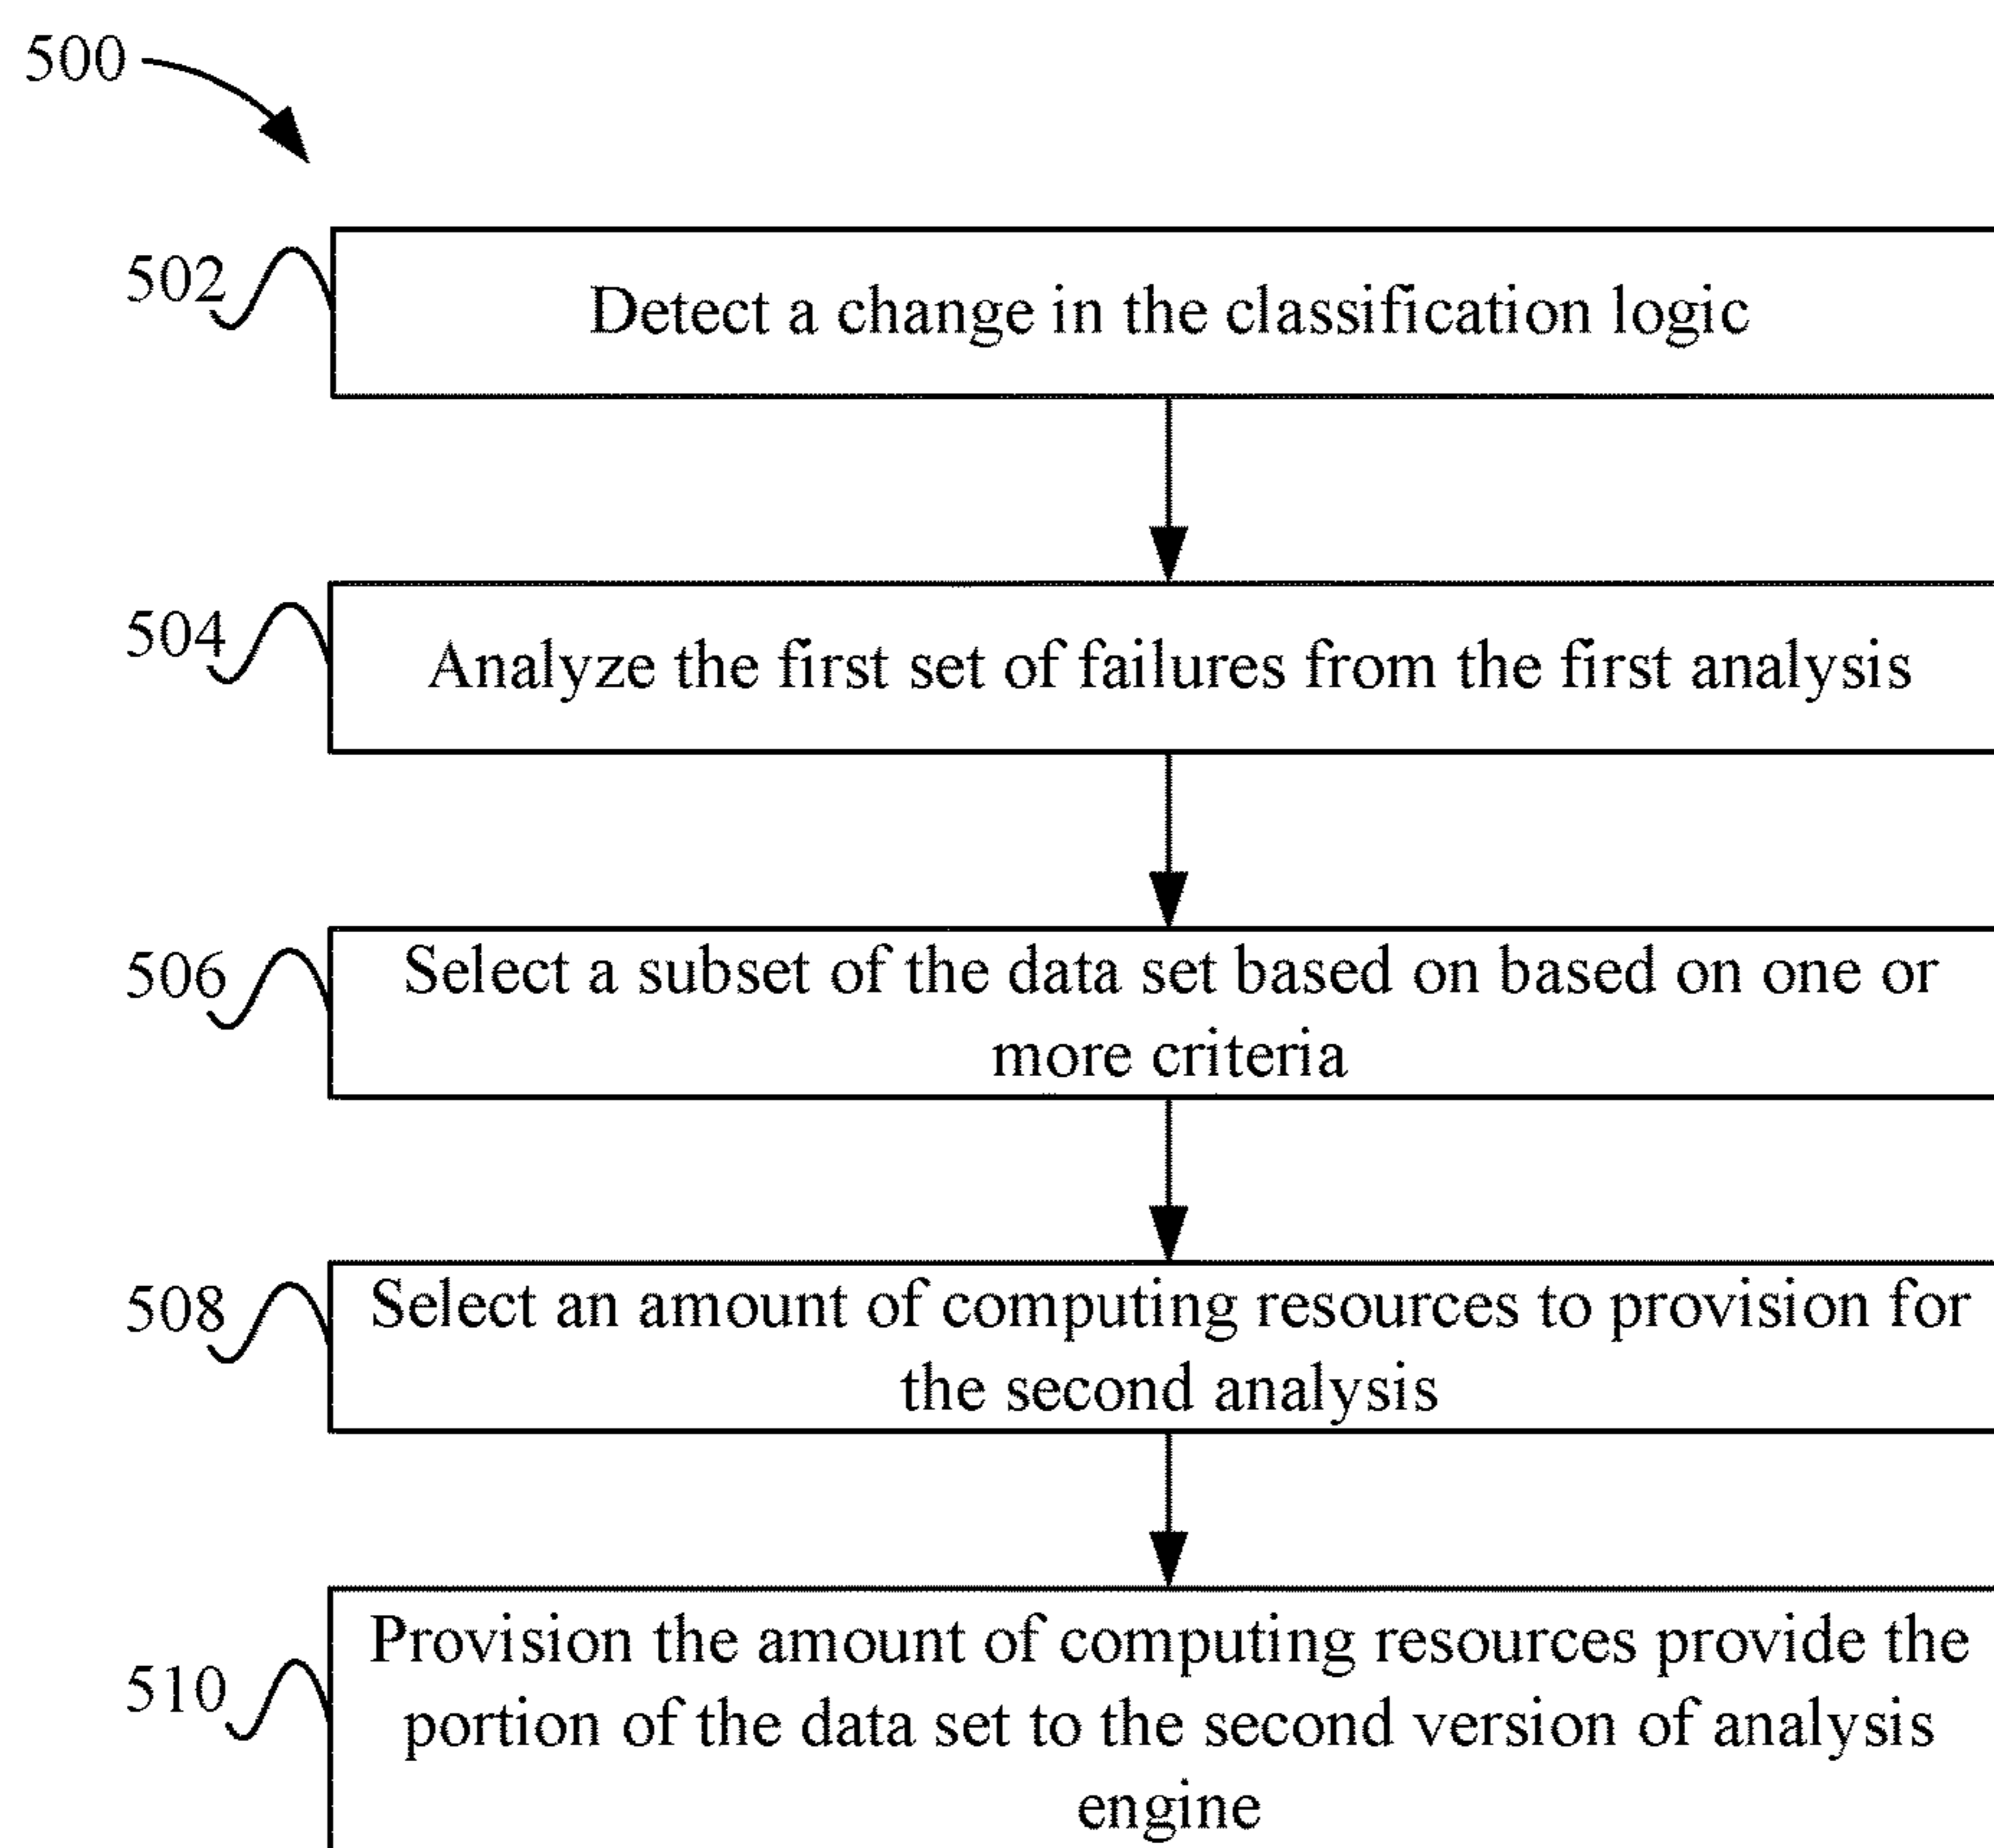 500
502
Detect a change in the classification logic
504
Analyze the first set of failures from the first analysis
506
Select a subset of the data set based on based on one or
more criteria
508
Select an amount of computing resources to provision for
the second analysis
510
Provision the amount of computing resources provide the
portion of the data set to the second version of analysis
engine